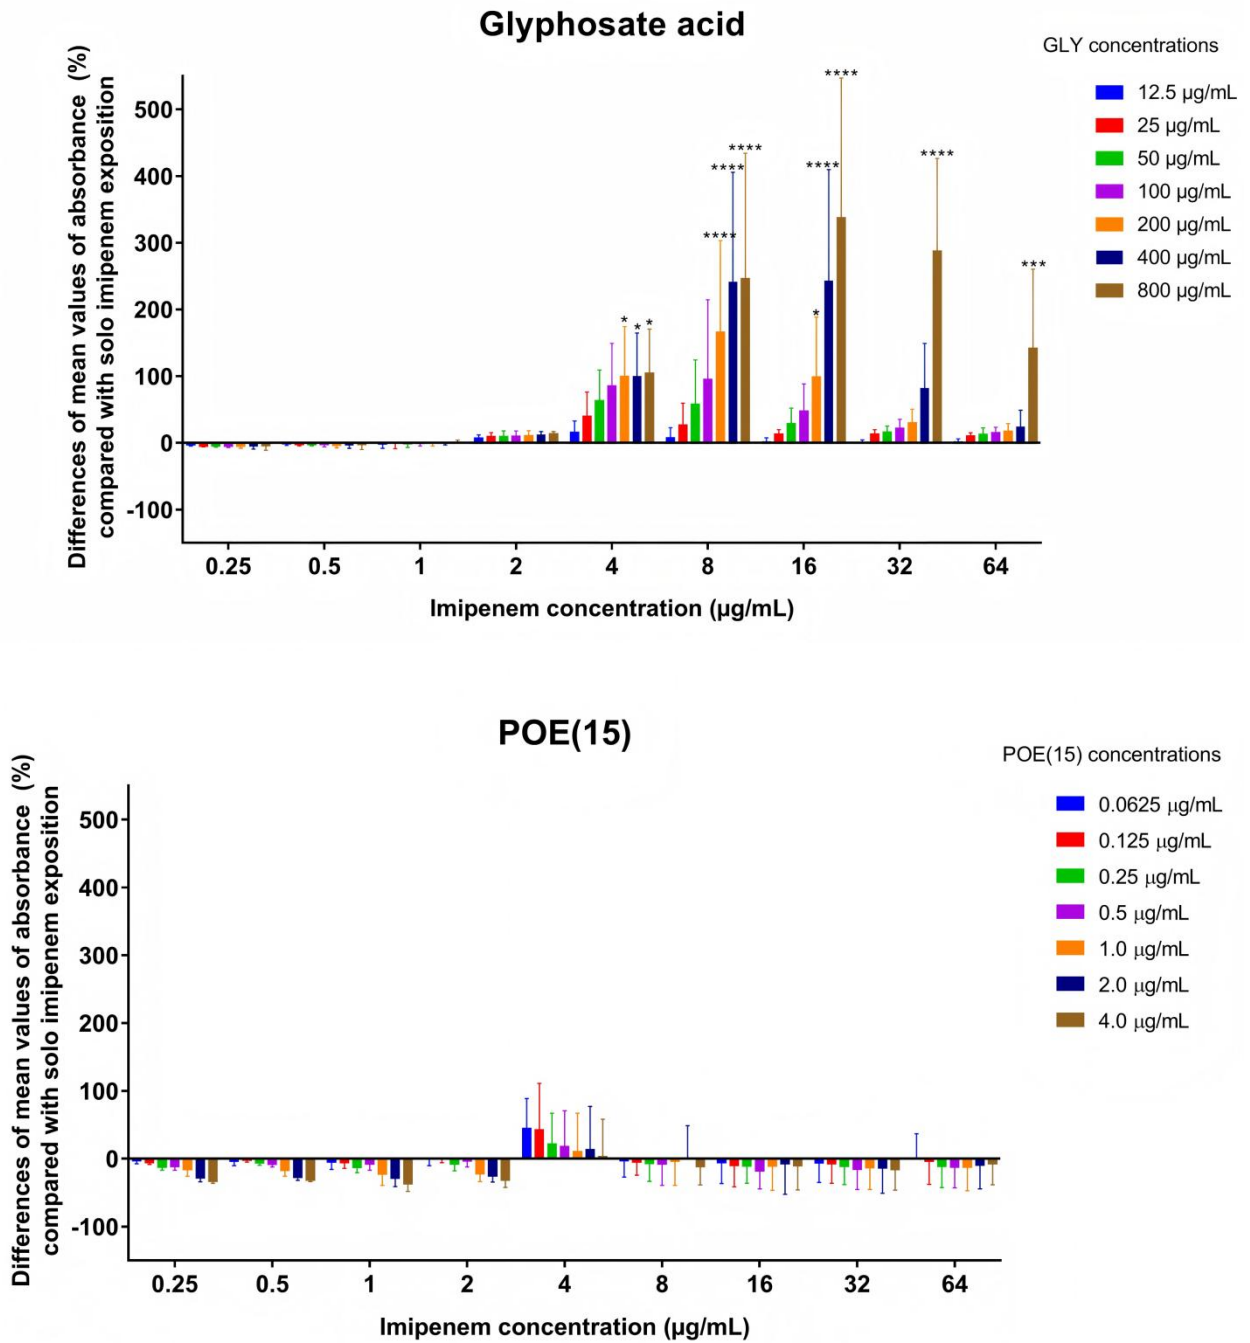 Glyphosate acid
Differences of mean values of absorbance (%)
compared with solo imipenem exposition
500
400
300
200
100
0
-100
****
****
****
****
****
****
***
*
*
*
*
0.25 0.5 1 2 4 8 16 32 64
Imipenem concentration (µg/mL)
GLY concentrations
12.5 µg/mL
25 µg/mL
50 µg/mL
100 µg/mL
200 µg/mL
400 µg/mL
800 µg/mL
POE(15)
Differences of mean values of absorbance (%)
compared with solo imipenem exposition
500
400
300
200
100
0
-100
0.25 0.5 1 2 4 8 16 32 64
Imipenem concentration (µg/mL)
POE(15) concentrations
0.0625 µg/mL
0.125 µg/mL
0.25 µg/mL
0.5 µg/mL
1.0 µg/mL
2.0 µg/mL
4.0 µg/mL